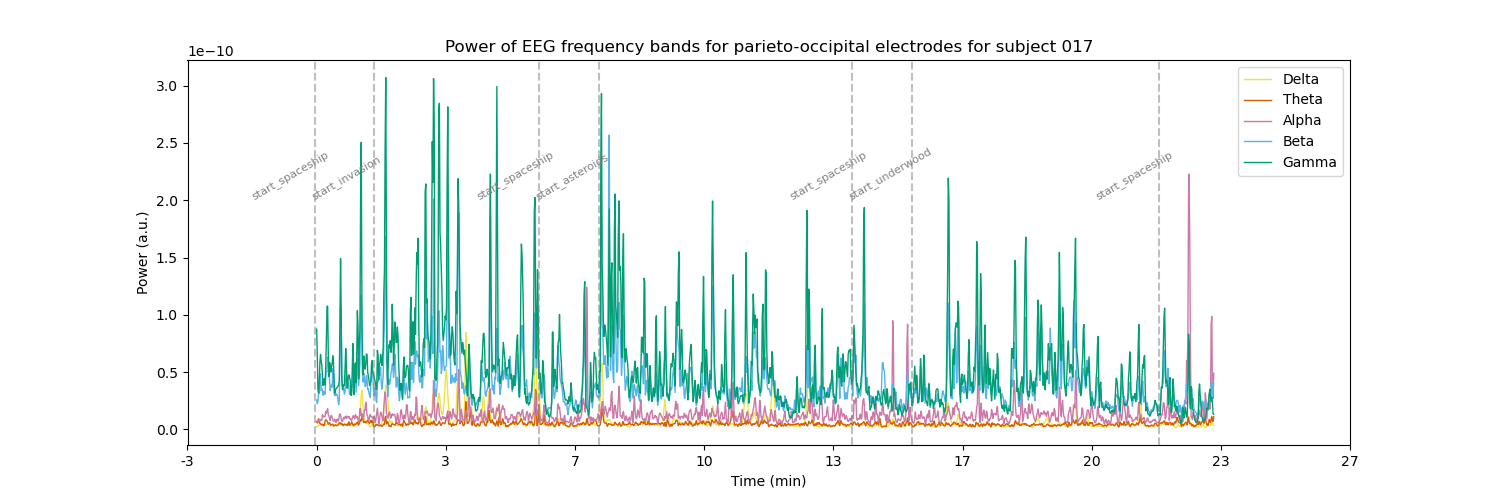 Power of EEG frequency bands for parieto-occipital electrodes for subject 017
1e−10
3.0
2.5
2.0
1.5
1.0
0.5
0.0
Power (a.u.)
start_spaceship
start_invasion
start_spaceship
start_asteroids
start_spaceship
start_underwood
start_spaceship
Delta
Theta
Alpha
Beta
Gamma
-3 0 3 7 10 13 17 20 23 27
Time (min)